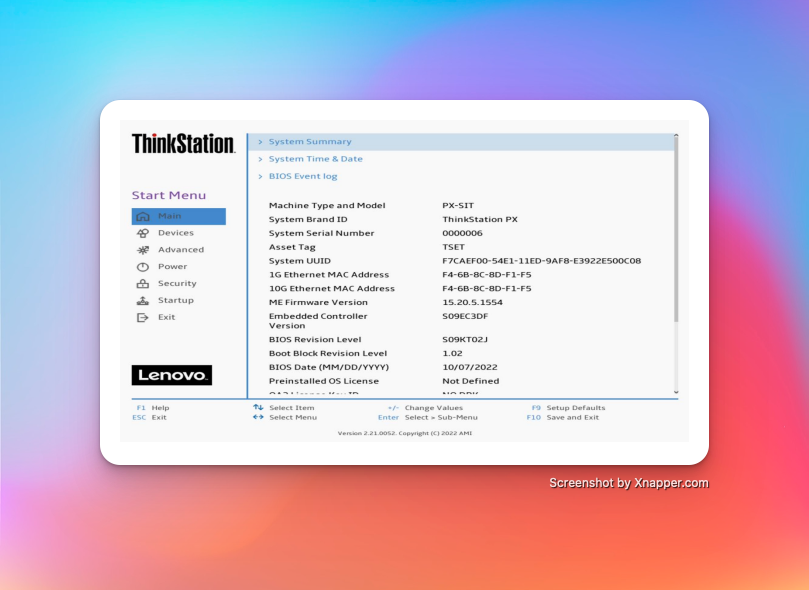 ThinkStation
Start Menu
Main
Devices
Advanced
Power
Security
Startup
Exit
Lenovo
> System Summary
> System Time & Date
> BIOS Event log
Machine Type and Model PX-SIT
System Brand ID ThinkStation PX
System Serial Number 0000006
Asset Tag TSET
System UUID F7CAEF00-54E1-11ED-9AF8-E3922E500C08
1G Ethernet MAC Address F4-6B-8C-8D-F1-F5
10G Ethernet MAC Address F4-6B-8C-8D-F1-F5
ME Firmware Version 15.20.5.1554
Embedded Controller S09EC3DF
Version
BIOS Revision Level S09KT02J
Boot Block Revision Level 1.02
BIOS Date (MM/DD/YYYY) 10/07/2022
Preinstalled OS License Not Defined
F1 Help ↑↓ Select Item +/- Change Values F9 Setup Defaults
ESC Exit ←→ Select Menu Enter Select > Sub-Menu F10 Save and Exit
Version 2.21.0052. Copyright (C) 2022 AMI
Screenshot by Xnapper.com